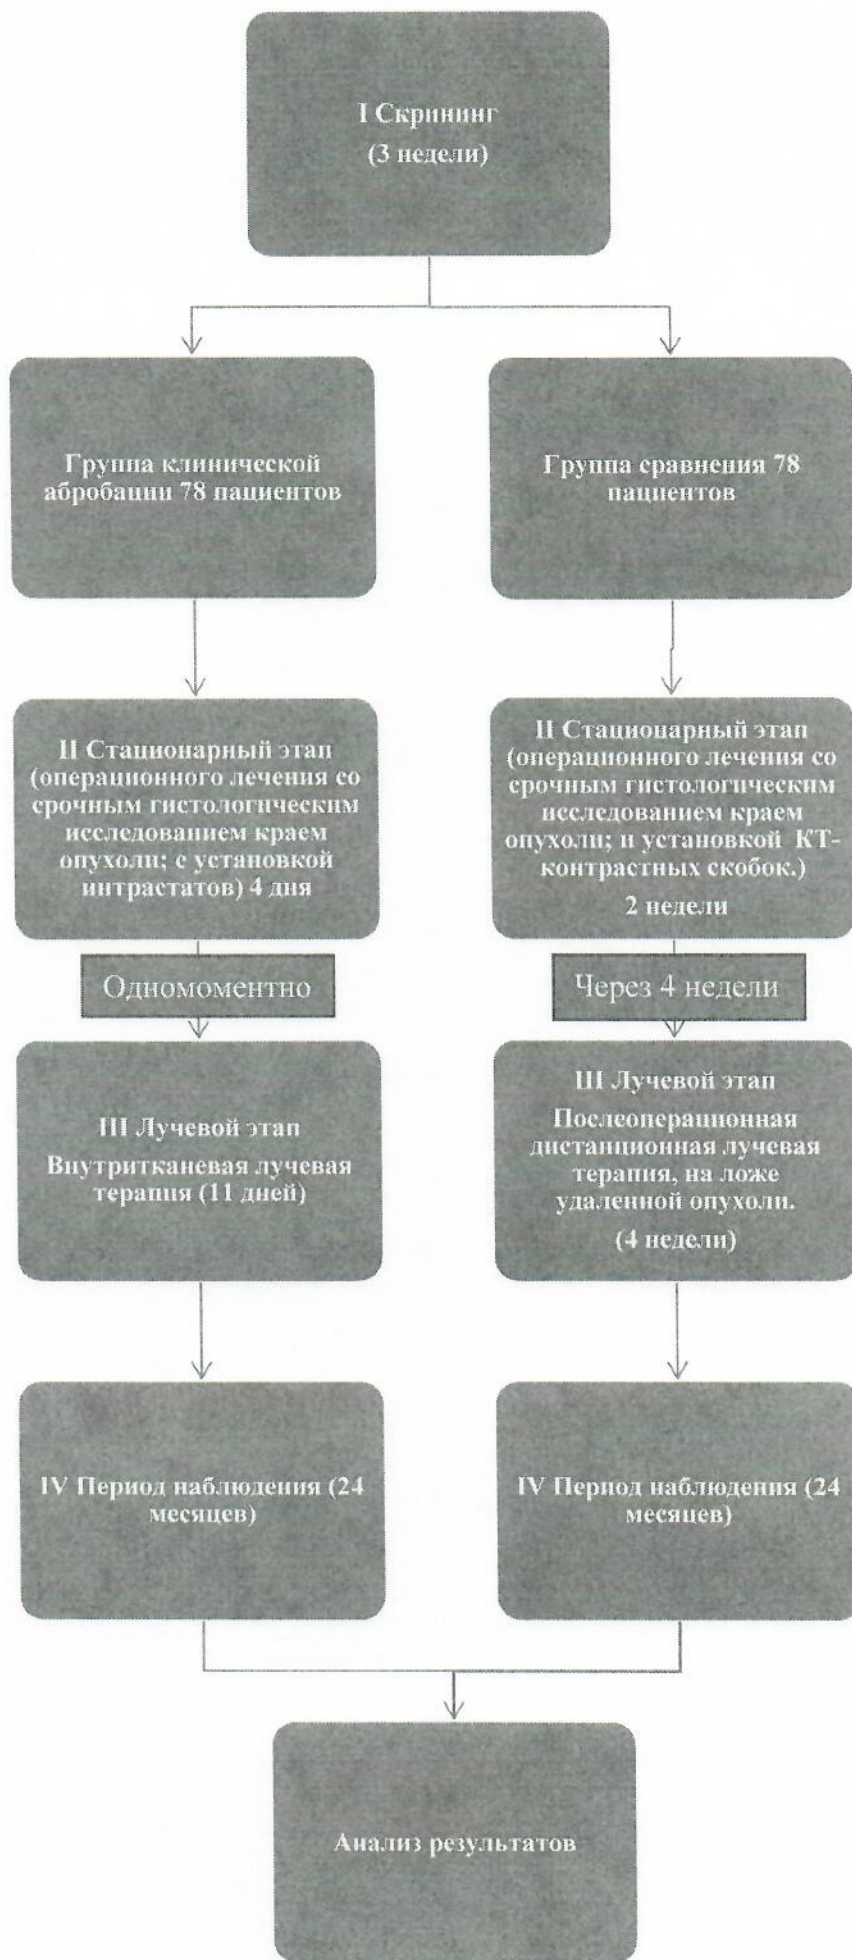 I Скрининг
(3 недели)
Группа клинической
абробации 78 пациентов
Группа сравнения 78
пациентов
II Стационарный этап
(операционного лечения со
срочным гистологическим
исследованием краем
опухоли; с установкой
интрастатов) 4 дня
II Стационарный этап
(операционного лечения со
срочным гистологическим
исследованием краем
опухоли; и установкой КТ-
контрастных скобок.)
2 недели
Одномоментно
Через 4 недели
III Лучевой этап
Внутритканевая лучевая
терапия (11 дней)
III Лучевой этап
Послеоперационная
дистанционная лучевая
терапия, на ложе
удаленной опухоли.
(4 недели)
IV Период наблюдения (24
месяцев)
IV Период наблюдения (24
месяцев)
Анализ результатов